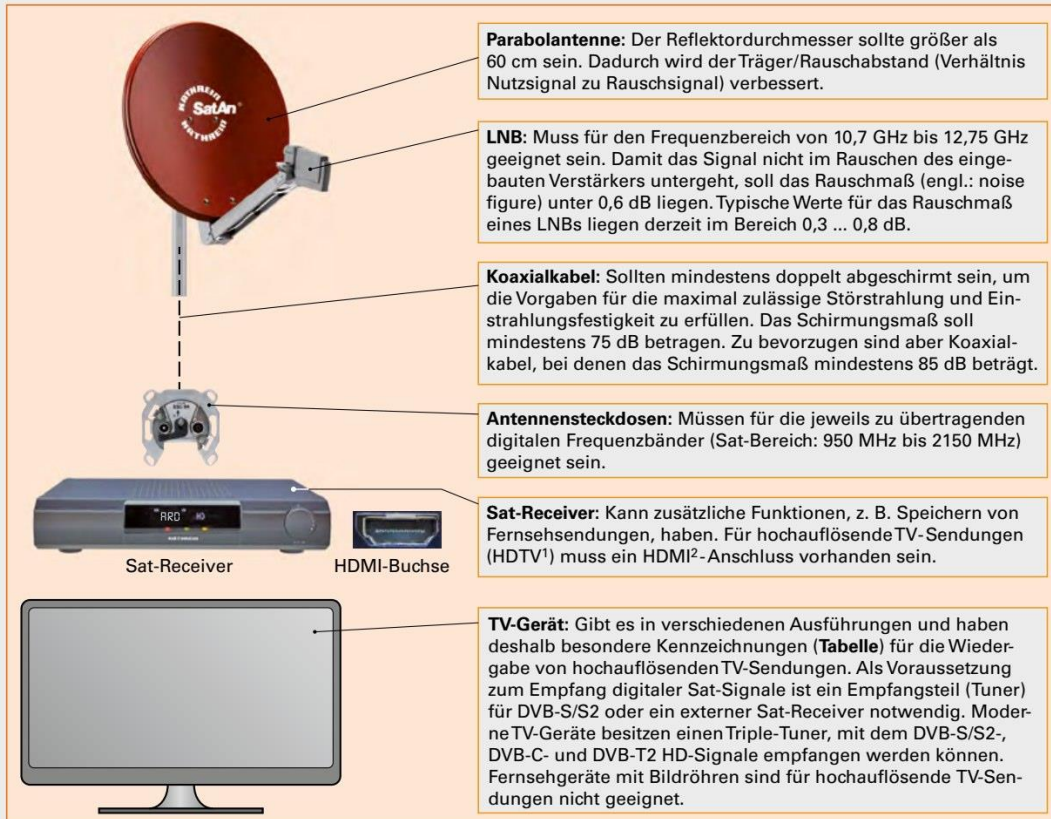 KATHREIN
SatAn®
KATHREIN
Parabolantenne: Der Reflektordurchmesser sollte größer als
60 cm sein. Dadurch wird der Träger/Rauschabstand (Verhältnis
Nutzsignal zu Rauschsignal) verbessert.
LNB: Muss für den Frequenzbereich von 10,7 GHz bis 12,75 GHz
geeignet sein. Damit das Signal nicht im Rauschen des einge-
bauten Verstärkers untergeht, soll das Rauschmaß (engl.: noise
figure) unter 0,6 dB liegen. Typische Werte für das Rauschmaß
eines LNBs liegen derzeit im Bereich 0,3 ... 0,8 dB.
Koaxialkabel: Sollten mindestens doppelt abgeschirmt sein, um
die Vorgaben für die maximal zulässige Störstrahlung und Ein-
strahlungsfestigkeit zu erfüllen. Das Schirmungsmaß soll
mindestens 75 dB betragen. Zu bevorzugen sind aber Koaxial-
kabel, bei denen das Schirmungsmaß mindestens 85 dB beträgt.
Antennensteckdosen: Müssen für die jeweils zu übertragenden
digitalen Frequenzbänder (Sat-Bereich: 950 MHz bis 2150 MHz)
geeignet sein.
ARD HD
Sat-Receiver
HDMI-Buchse
Sat-Receiver: Kann zusätzliche Funktionen, z. B. Speichern von
Fernsehsendungen, haben. Für hochauflösende TV-Sendungen
(HDTV¹) muss ein HDMI²-Anschluss vorhanden sein.
TV-Gerät: Gibt es in verschiedenen Ausführungen und haben
deshalb besondere Kennzeichnungen (Tabelle) für die Wieder-
gabe von hochauflösenden TV-Sendungen. Als Voraussetzung
zum Empfang digitaler Sat-Signale ist ein Empfangsteil (Tuner)
für DVB-S/S2 oder ein externer Sat-Receiver notwendig. Moder-
ne TV-Geräte besitzen einen Triple-Tuner, mit dem DVB-S/S2-,
DVB-C- und DVB-T2 HD-Signale empfangen werden können.
Fernsehgeräte mit Bildröhren sind für hochauflösende TV-Sen-
dungen nicht geeignet.